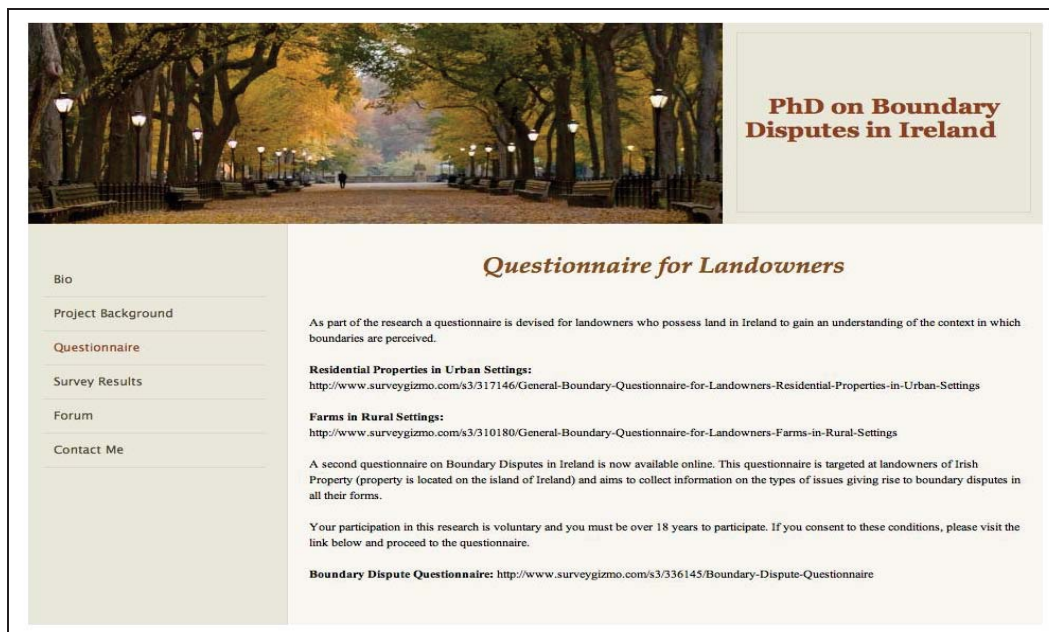 PhD on Boundary
Disputes in Ireland
Bio
Project Background
Questionnaire
Survey Results
Forum
Contact Me
Questionnaire for Landowners
As part of the research a questionnaire is devised for landowners who possess land in Ireland to gain an understanding of the context in which
boundaries are perceived.
Residential Properties in Urban Settings:
http://www.surveygizmo.com/s3/317146/General-Boundary-Questionnaire-for-Landowners-Residential-Properties-in-Urban-Settings
Farms in Rural Settings:
http://www.surveygizmo.com/s3/310180/General-Boundary-Questionnaire-for-Landowners-Farms-in-Rural-Settings
A second questionnaire on Boundary Disputes in Ireland is now available online. This questionnaire is targeted at landowners of Irish
Property (property is located on the island of Ireland) and aims to collect information on the types of issues giving rise to boundary disputes in
all their forms.
Your participation in this research is voluntary and you must be over 18 years to participate. If you consent to these conditions, please visit the
link below and proceed to the questionnaire.
Boundary Dispute Questionnaire: http://www.surveygizmo.com/s3/336145/Boundary-Dispute-Questionnaire